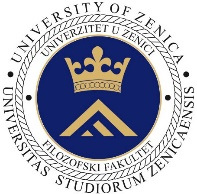 • UNIVERSITY OF ZENICA •
UNIVERSITAS STUDIORUM ZENICAENSIS
UNIVERZITET U ZENICI
FILOZOFSKI FAKULTET